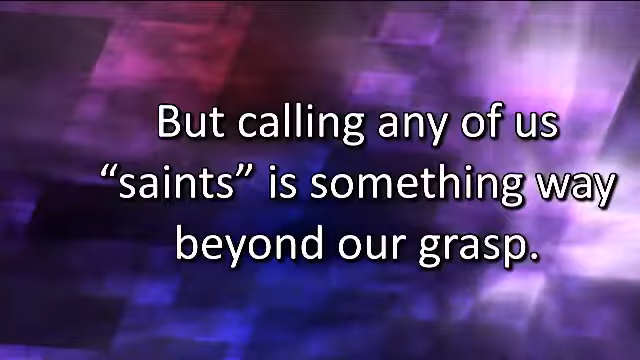 But calling any of us
“saints” is something way
beyond our grasp.